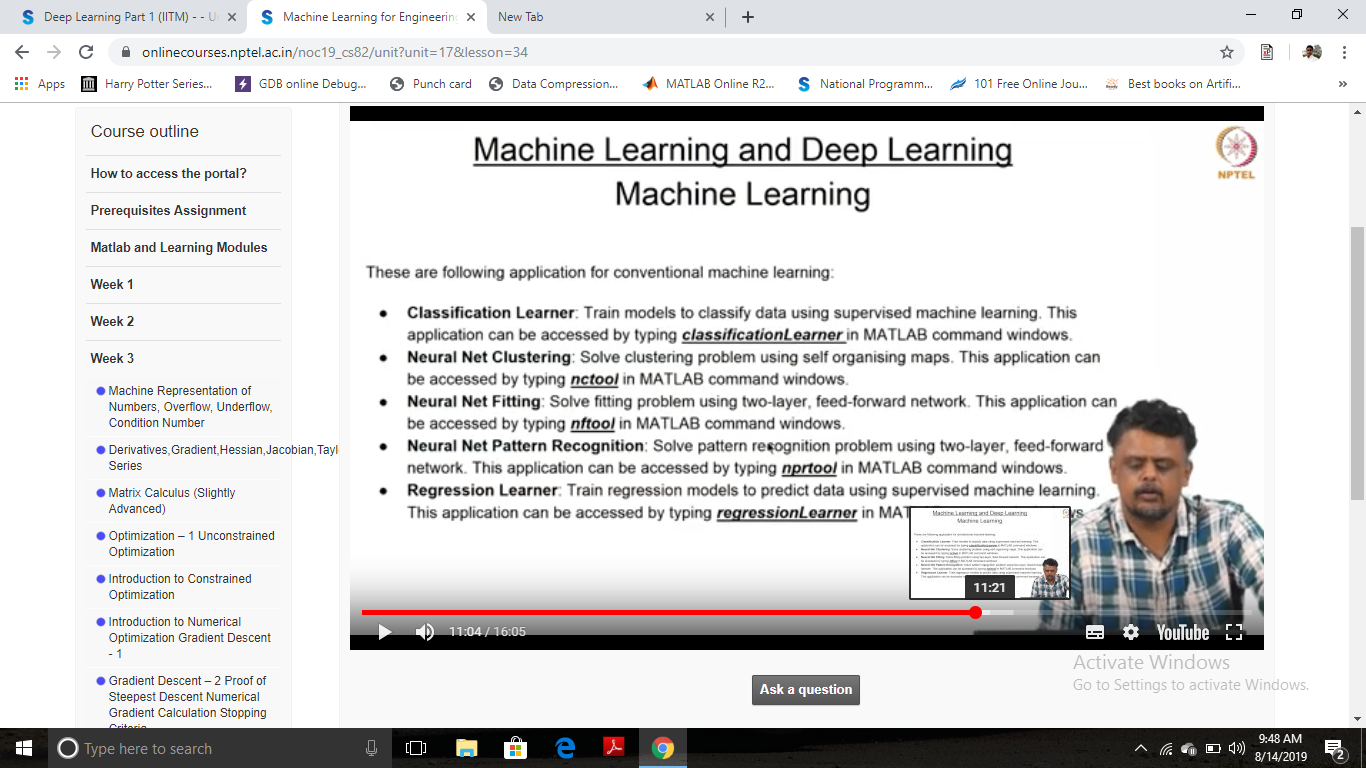 Deep Learning Part 1 (IITM) - - U
Machine Learning for Engineerin
New Tab
onlinecourses.nptel.ac.in/noc19_cs82/unit?unit=17&lesson=34
Apps
Harry Potter Series...
GDB online Debug...
Punch card
Data Compression...
MATLAB Online R2...
National Programm...
101 Free Online Jou...
Best books on Artifi...
»
Course outline
How to access the portal?
Prerequisites Assignment
Matlab and Learning Modules
Week 1
Week 2
Week 3
Machine Representation of
Numbers, Overflow, Underflow,
Condition Number
Derivatives,Gradient,Hessian,Jacobian,Tayl
Series
Matrix Calculus (Slightly
Advanced)
Optimization – 1 Unconstrained
Optimization
Introduction to Constrained
Optimization
Introduction to Numerical
Optimization Gradient Descent
- 1
Gradient Descent – 2 Proof of
Steepest Descent Numerical
Gradient Calculation Stopping
Criteria
Machine Learning and Deep Learning
Machine Learning
NPTEL
These are following application for conventional machine learning:
• Classification Learner: Train models to classify data using supervised machine learning. This
application can be accessed by typing classificationLearner in MATLAB command windows.
• Neural Net Clustering: Solve clustering problem using self organising maps. This application can
be accessed by typing nctool in MATLAB command windows.
• Neural Net Fitting: Solve fitting problem using two-layer, feed-forward network. This application can
be accessed by typing nftool in MATLAB command windows.
• Neural Net Pattern Recognition: Solve pattern recognition problem using two-layer, feed-forward
network. This application can be accessed by typing nprtool in MATLAB command windows.
• Regression Learner: Train regression models to predict data using supervised machine learning.
This application can be accessed by typing regressionLearner in MAT
Machine Learning and Deep Learning
Machine Learning
11:21
11:04 / 16:05
YouTube
Ask a question
Activate Windows
Go to Settings to activate Windows.
Type here to search
9:48 AM
8/14/2019
2